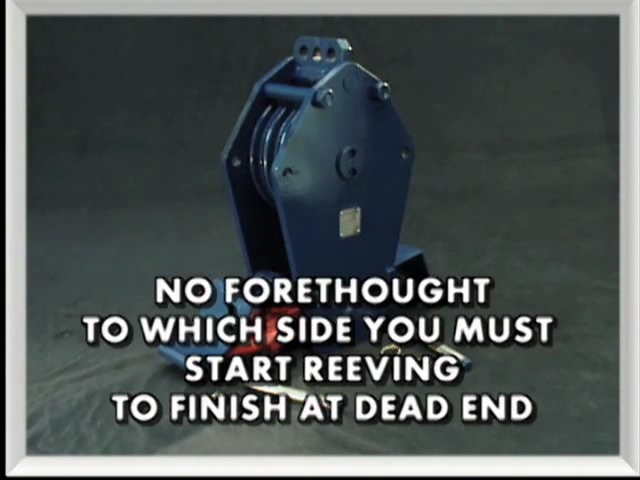 NO FORETHOUGHT
TO WHICH SIDE YOU MUST
START REEVING
TO FINISH AT DEAD END